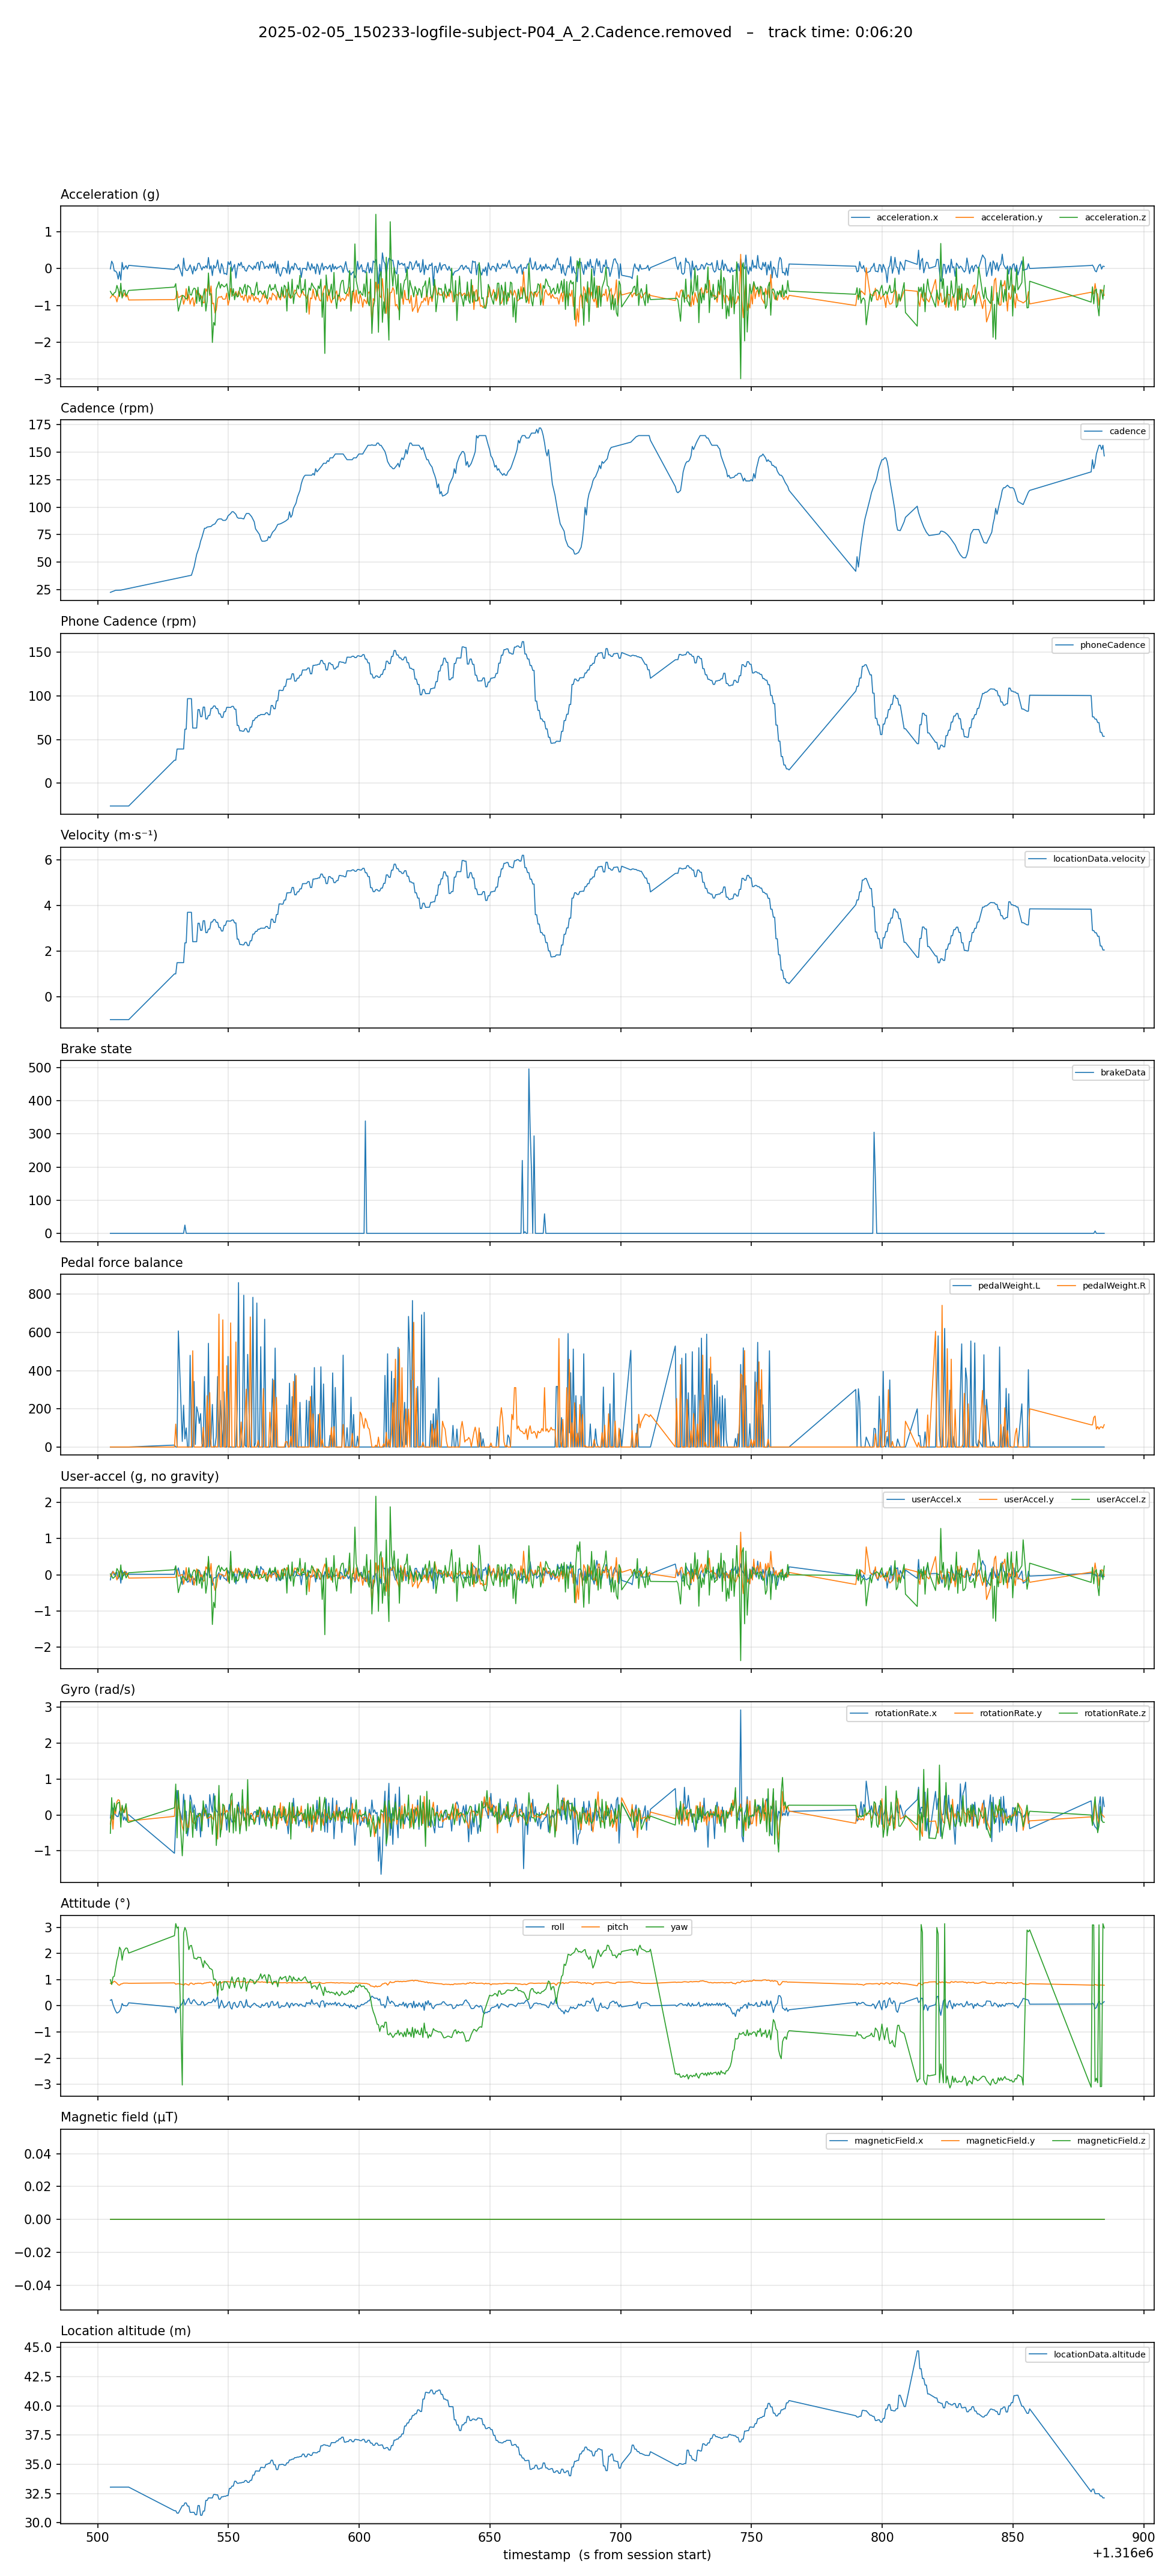 2025-02-05_150233-logfile-subject-P04_A_2.Cadence.removed – track time: 0:06:20
Acceleration (g)
acceleration.x acceleration.y acceleration.z
1
0
−1
−2
−3
Cadence (rpm)
cadence
175
150
125
100
75
50
25
Phone Cadence (rpm)
phoneCadence
150
100
50
0
Velocity (m·s⁻¹)
locationData.velocity
6
4
2
0
Brake state
brakeData
500
400
300
200
100
0
Pedal force balance
pedalWeight.L pedalWeight.R
800
600
400
200
0
User-accel (g, no gravity)
userAccel.x userAccel.y userAccel.z
2
1
0
−1
−2
Gyro (rad/s)
rotationRate.x rotationRate.y rotationRate.z
3
2
1
0
−1
Attitude (°)
roll pitch yaw
3
2
1
0
−1
−2
−3
Magnetic field (µT)
magneticField.x magneticField.y magneticField.z
0.04
0.02
0.00
−0.02
−0.04
Location altitude (m)
locationData.altitude
45.0
42.5
40.0
37.5
35.0
32.5
30.0
500 550 600 650 700 750 800 850 900
timestamp (s from session start)
+1.316e6